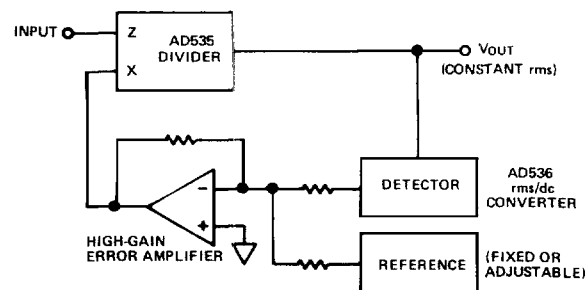 INPUT
Z
AD535
DIVIDER
X
VOUT
(CONSTANT rms)
DETECTOR
AD536
rms/dc
CONVERTER
−
+
HIGH-GAIN
ERROR AMPLIFIER
REFERENCE
(FIXED OR
ADJUSTABLE)